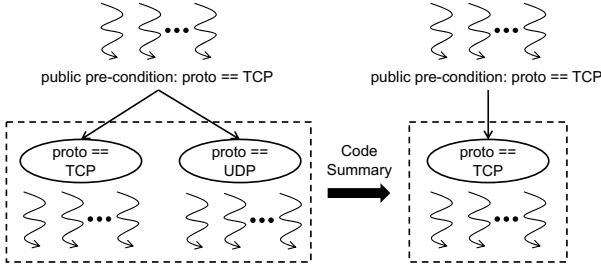 public pre-condition: proto == TCP
public pre-condition: proto == TCP
proto ==
TCP
proto ==
UDP
Code
Summary
proto ==
TCP